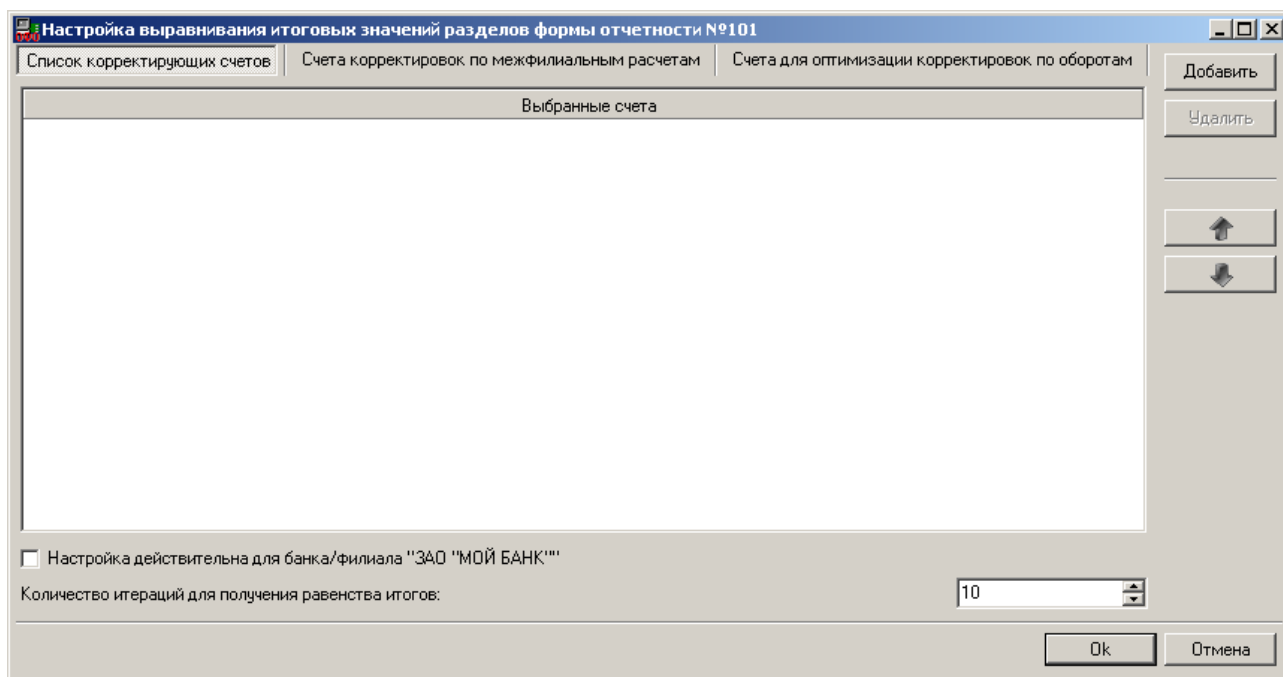 Настройка выравнивания итоговых значений разделов формы отчетности №101
Список корректирующих счетов
Счета корректировок по межфилиальным расчетам
Счета для оптимизации корректировок по оборотам
Добавить
Выбранные счета
Удалить
Настройка действительна для банка/филиала "ЗАО "МОЙ БАНК""
Количество итераций для получения равенства итогов:
10
Ok
Отмена